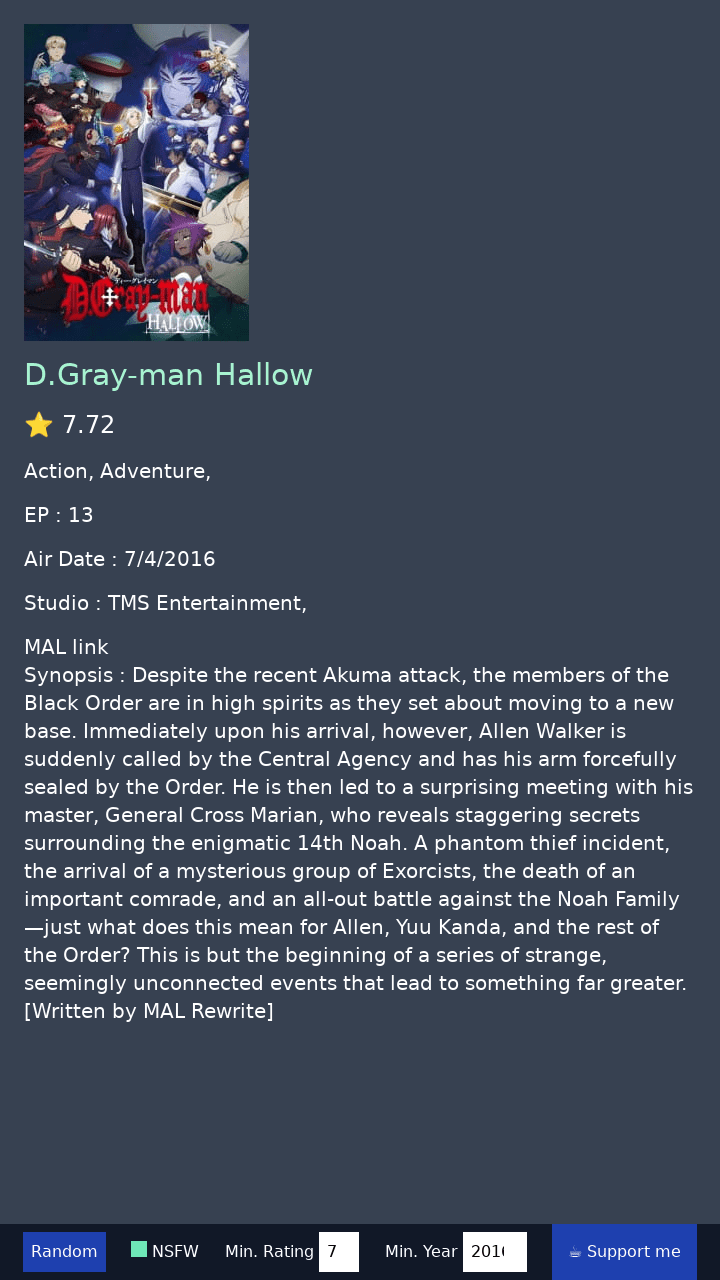 ディー・グレイマン
D.Gray-man
HALLOW
D.Gray-man Hallow
⭐ 7.72
Action, Adventure,
EP : 13
Air Date : 7/4/2016
Studio : TMS Entertainment,
MAL link
Synopsis : Despite the recent Akuma attack, the members of the
Black Order are in high spirits as they set about moving to a new
base. Immediately upon his arrival, however, Allen Walker is
suddenly called by the Central Agency and has his arm forcefully
sealed by the Order. He is then led to a surprising meeting with his
master, General Cross Marian, who reveals staggering secrets
surrounding the enigmatic 14th Noah. A phantom thief incident,
the arrival of a mysterious group of Exorcists, the death of an
important comrade, and an all-out battle against the Noah Family
—just what does this mean for Allen, Yuu Kanda, and the rest of
the Order? This is but the beginning of a series of strange,
seemingly unconnected events that lead to something far greater.
[Written by MAL Rewrite]
Random NSFW Min. Rating 7 Min. Year 2016 ☕ Support me